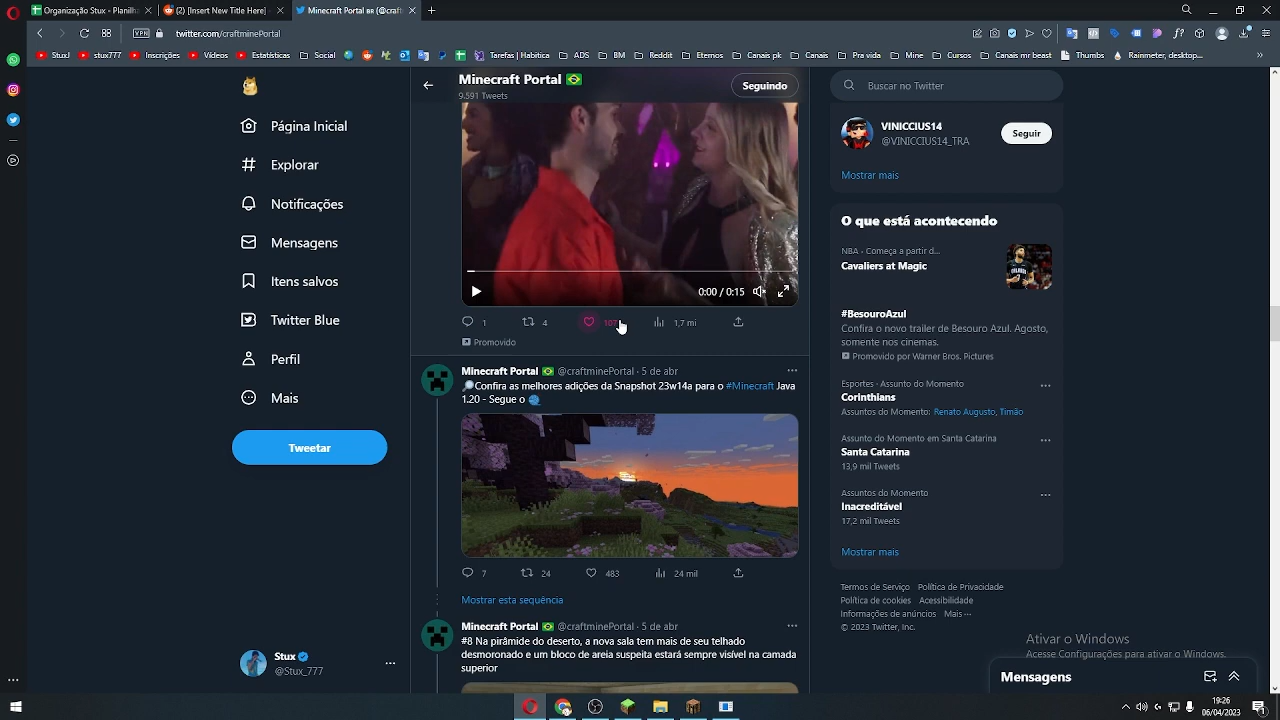 Organização Stux - Planilh
(2) [Insert New Title Here]
Minecraft Portal BR (@craft
VPN
twitter.com/craftminePortal
StuxJ
stux777
Inscrições
Vídeos
Estatísticas
Social
Novos Hábitos
ADS
BM
Reddit
Eternos
Canais pk
Canais
Música
Mine
Prests
Canais
Thumbs
Rainmeter, desktop...
Minecraft Portal
9.591 Tweets
Seguindo
Buscar no Twitter
Página Inicial
Explorar
Notificações
Mensagens
Itens salvos
Twitter Blue
Perfil
Mais
Tweetar
Stux
@Stux_777
0:00 / 0:15
1 4 107 1,7 mi
Promovido
Minecraft Portal @craftminePortal · 5 de abr
Confira as melhores adições da Snapshot 23w14a para o #Minecraft Java
1.20 - Segue o
7 24 483 24 mil
Mostrar esta sequência
Minecraft Portal @craftminePortal · 5 de abr
#8 Na pirâmide do deserto, a nova sala tem mais de seu telhado
desmoronado e um bloco de areia suspeita estará sempre visível na camada
superior
VINICCIUS14
@VINICCIUS14_TRA
Seguir
Mostrar mais
O que está acontecendo
NBA · Começa a partir d...
Cavaliers at Magic
#BesouroAzul
Confira o novo trailer de Besouro Azul. Agosto,
somente nos cinemas.
Promovido por Warner Bros. Pictures
Esportes · Assunto do Momento
Corinthians
Assuntos do Momento: Renato Augusto, Timão
Assunto do Momento em Santa Catarina
Santa Catarina
13,9 mil Tweets
Assuntos do Momento
Inacreditável
17,2 mil Tweets
Mostrar mais
Termos de Serviço Política de Privacidade
Política de cookies Acessibilidade
Informações de anúncios Mais ···
© 2023 Twitter, Inc.
Ativar o Windows
Acesse Configurações para ativar o Windows.
Mensagens
19:26
06/04/2023